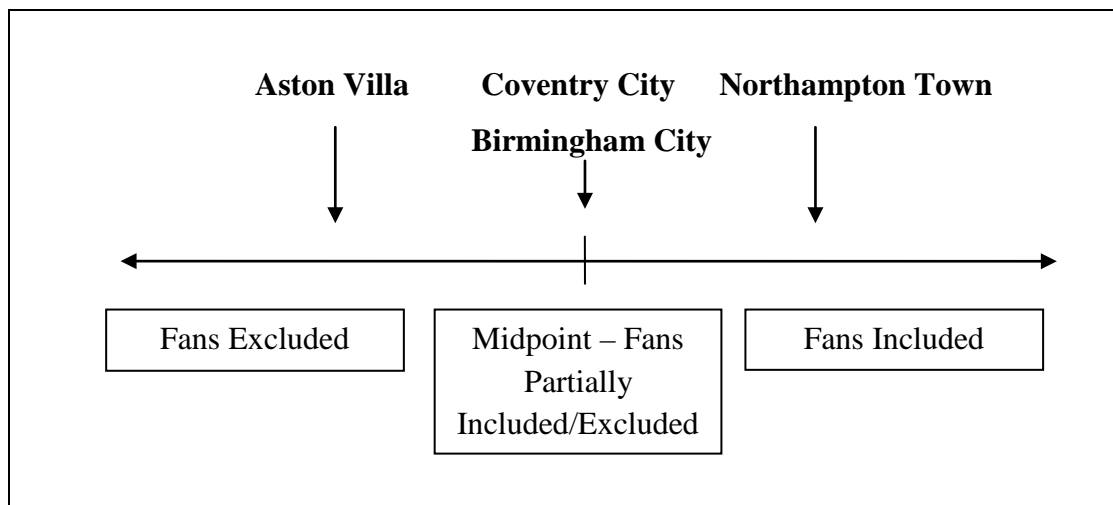 Aston Villa Coventry City Northampton Town
Birmingham City
Fans Excluded Midpoint – Fans Fans Included
Partially
Included/Excluded